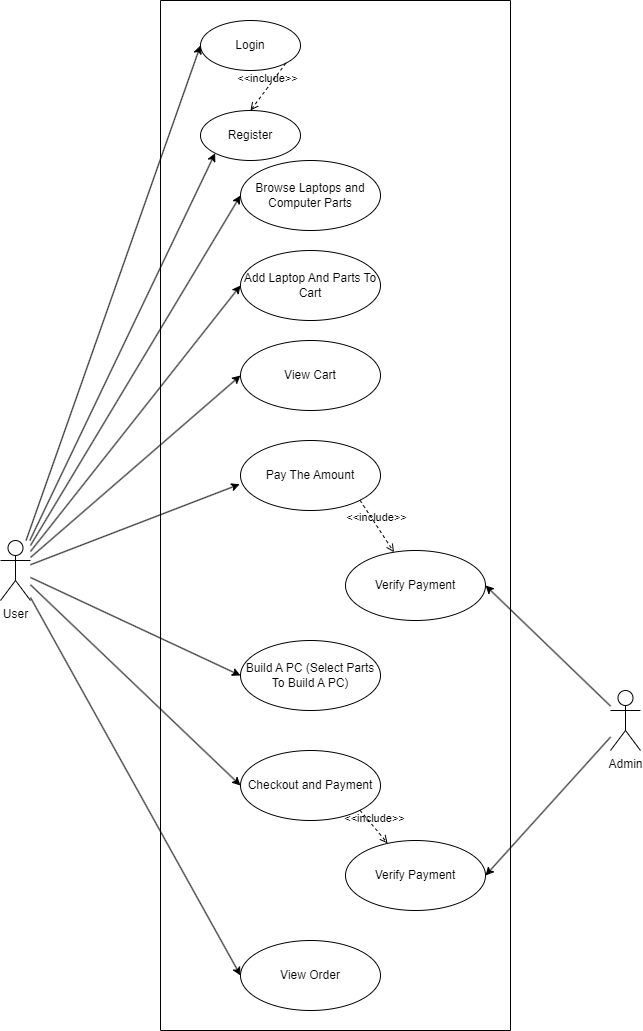 Login
<<include>>
Register
Browse Laptops and
Computer Parts
Add Laptop And Parts To
Cart
View Cart
Pay The Amount
<<include>>
Verify Payment
User
Build A PC (Select Parts
To Build A PC)
Admin
Checkout and Payment
<<include>>
Verify Payment
View Order